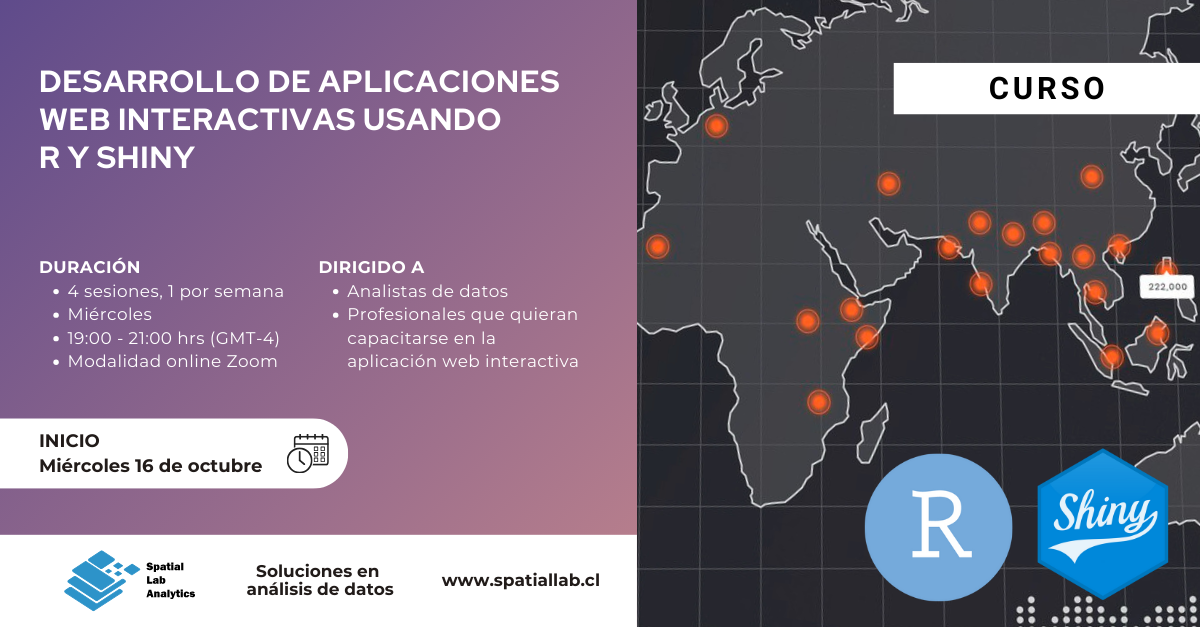 DESARROLLO DE APLICACIONES
WEB INTERACTIVAS USANDO
R Y SHINY
CURSO
DURACIÓN
• 4 sesiones, 1 por semana
• Miércoles
• 19:00 - 21:00 hrs (GMT-4)
• Modalidad online Zoom
DIRIGIDO A
• Analistas de datos
• Profesionales que quieran
capacitarse en la
aplicación web interactiva
222,000
INICIO
Miércoles 16 de octubre
Spatial
Lab
Analytics
Soluciones en
análisis de datos
www.spatiallab.cl
R
Shiny